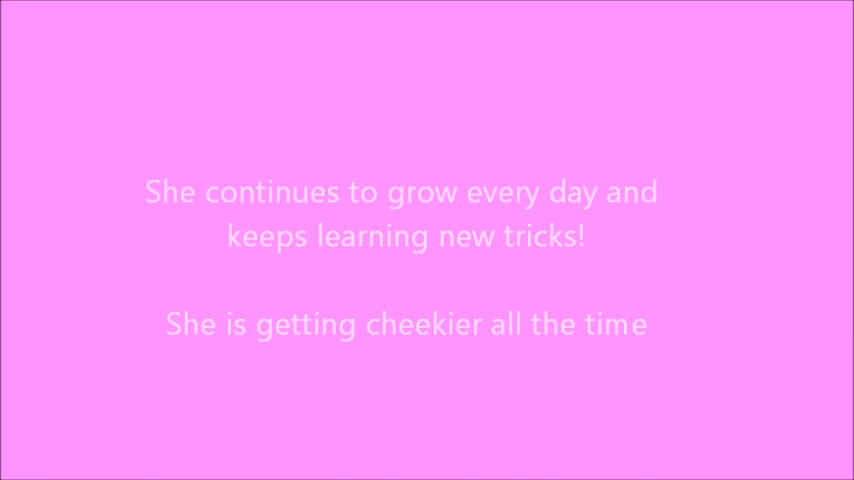 She continues to grow every day and
keeps learning new tricks!
She is getting cheekier all the time